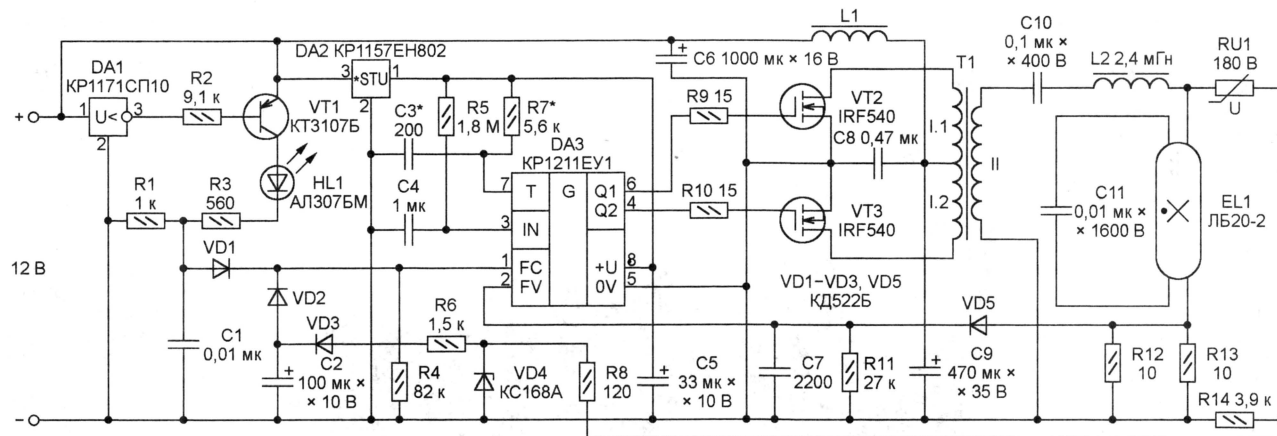 L1
DA2 КР1157ЕН802
C6 1000 мк × 16 В
C10
0,1 мк ×
× 400 В
L2 2,4 мГн
RU1
180 В
U
DA1
КР1171СП10
R2
9,1 к
U<
1
3
2
+
VT1
КТ3107Б
3
*STU
1
2
C3*
200
R5
1,8 М
R7*
5,6 к
DA3
КР1211ЕУ1
R9 15
VT2
IRF540
C8 0,47 мк
T1
I.1
I.2
II
R1
1 к
R3
560
HL1
АЛ307БМ
C4
1 мк
7
T
G
Q1
6
Q2
4
3
IN
1
FC
2
FV
+U
8
0V
5
R10 15
VT3
IRF540
C11
0,01 мк ×
× 1600 В
EL1
ЛБ20-2
12 В
VD1
VD2
VD3
R6
1,5 к
VD1–VD3, VD5
КД522Б
VD5
C1
0,01 мк
C2
100 мк ×
× 10 В
R4
82 к
VD4
КС168А
R8
120
C5
33 мк ×
× 10 В
C7
2200
R11
27 к
C9
470 мк ×
× 35 В
R12
10
R13
10
R14 3,9 к
+
+
+
+
–